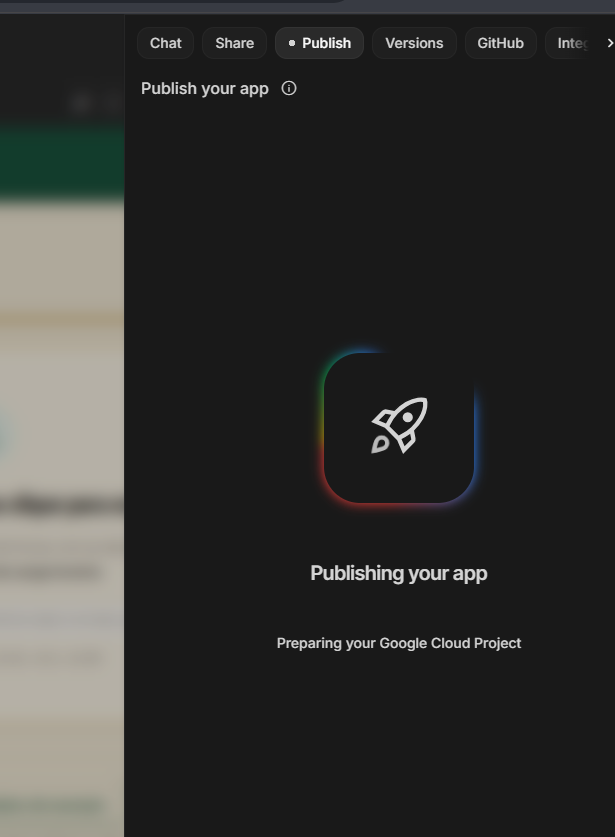 Chat Share Publish Versions GitHub
Publish your app
Publishing your app
Preparing your Google Cloud Project